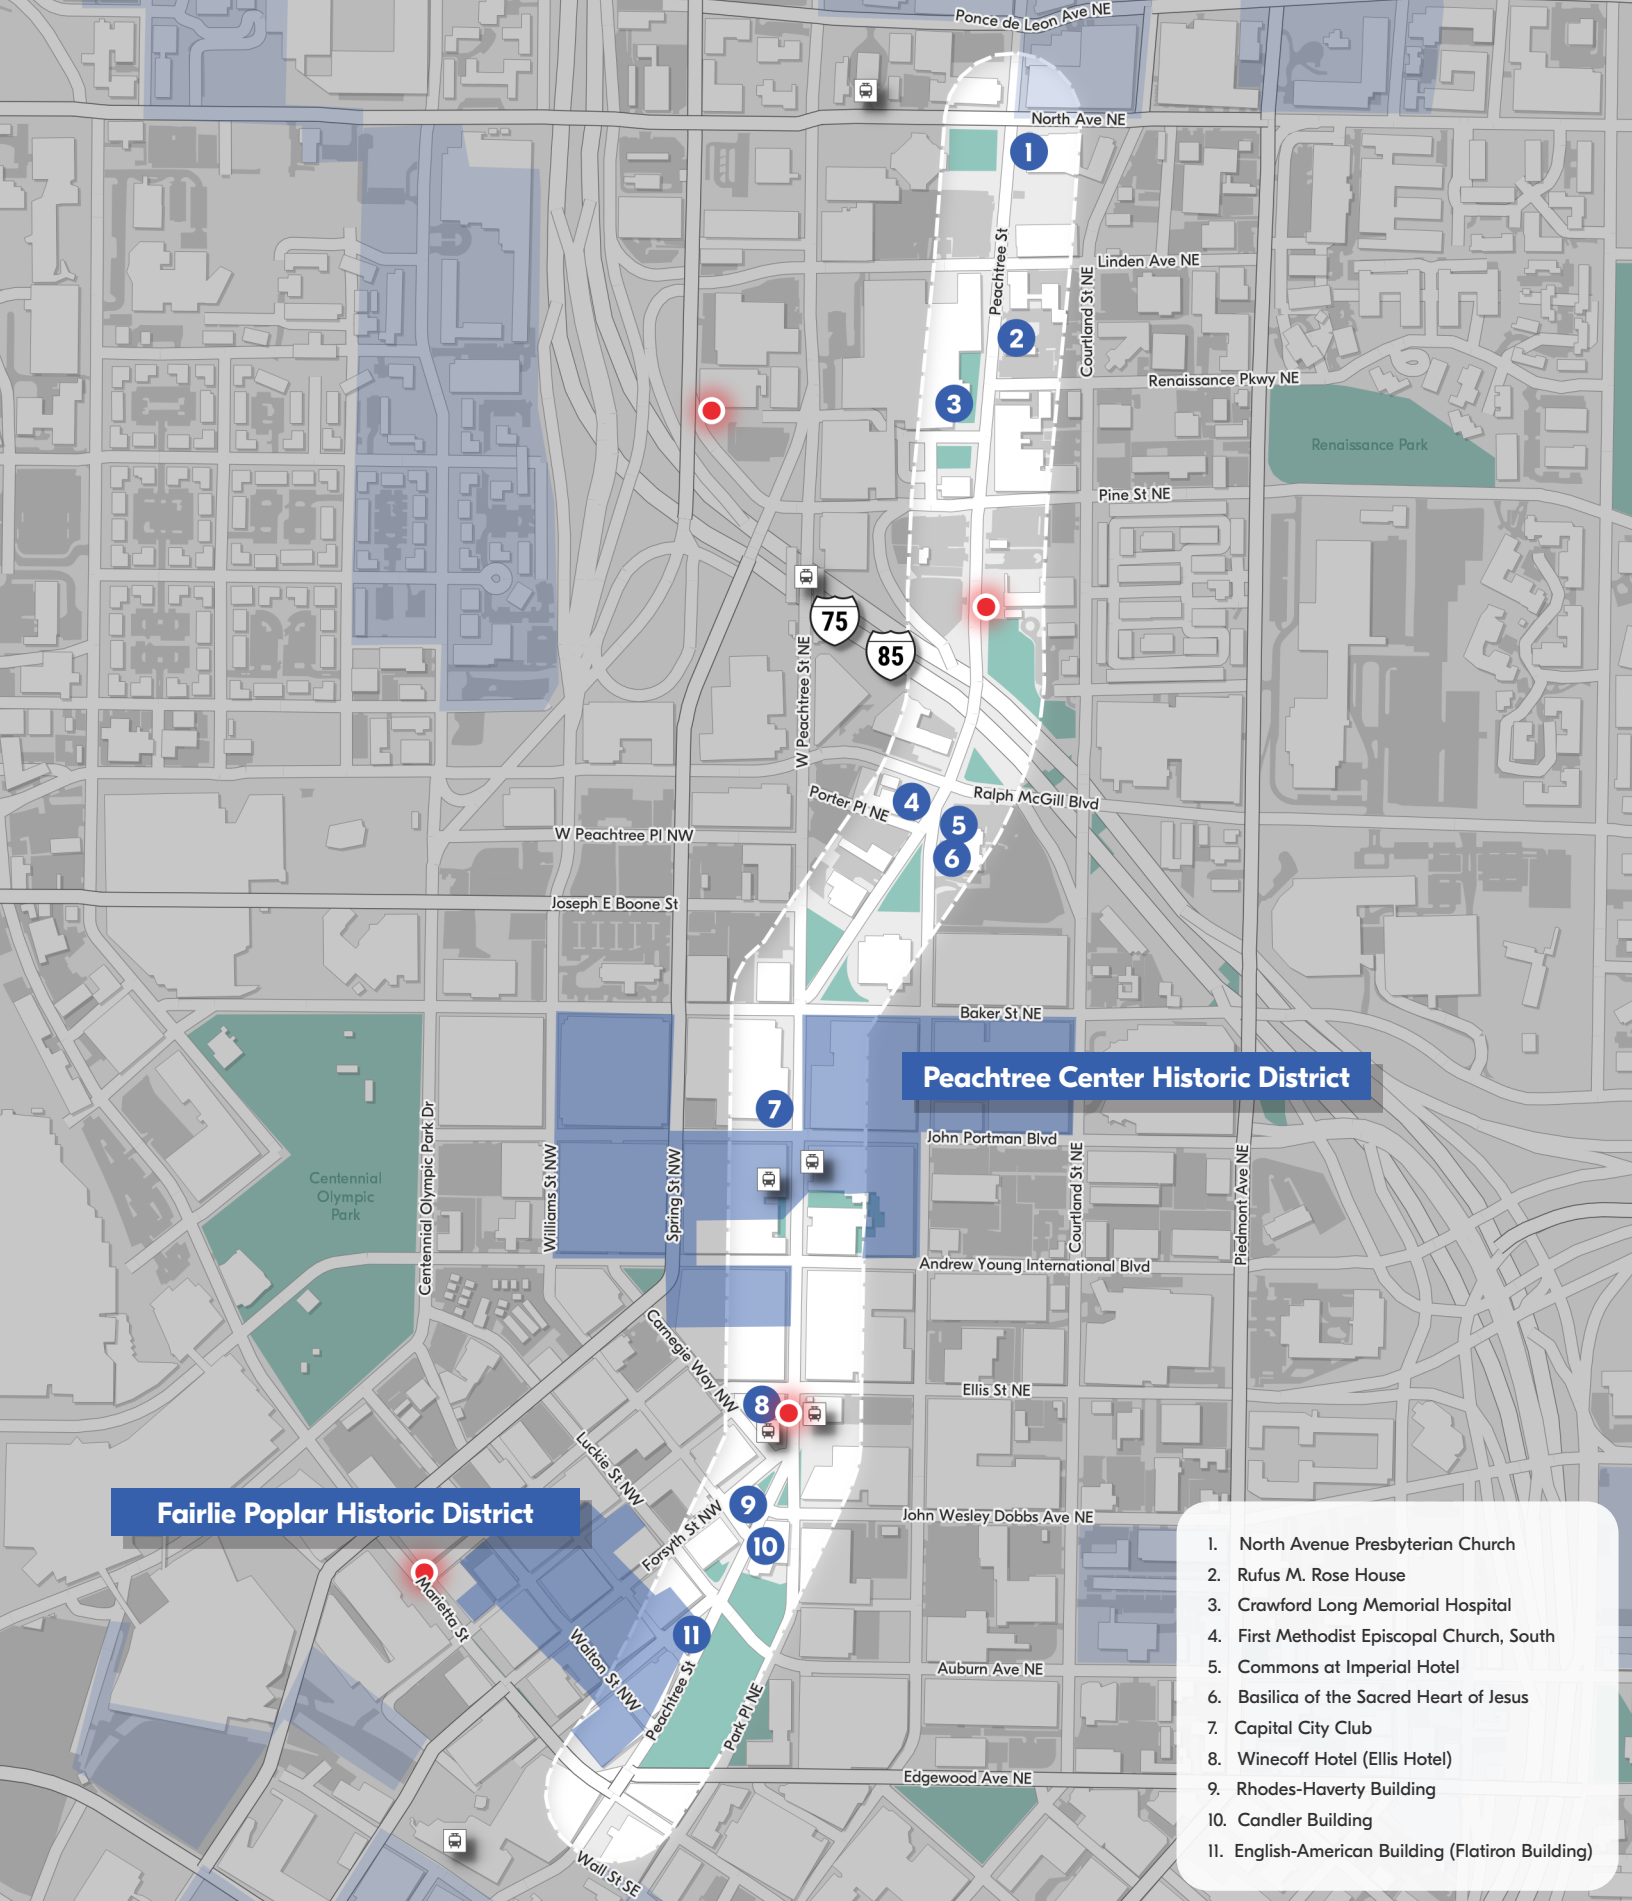 Ponce de Leon Ave NE
North Ave NE
1
Peachtree St
Linden Ave NE
Courtland St NE
2
Renaissance Pkwy NE
3
Renaissance Park
Pine St NE
75
85
W Peachtree St NE
Porter Pl NE
4
Ralph McGill Blvd
5
W Peachtree Pl NW
6
Joseph E Boone St
Baker St NE
Peachtree Center Historic District
7
John Portman Blvd
Centennial Olympic Park Dr
Williams St NW
Spring St NW
Courtland St NE
Piedmont Ave NE
Centennial
Olympic
Park
Andrew Young International Blvd
Carnegie Way NW
Ellis St NE
8
Luckie St NW
Fairlie Poplar Historic District
9
Forsyth St NW
John Wesley Dobbs Ave NE
10
Marietta St
11
Walton St NW
Peachtree St
Park Pl NE
Auburn Ave NE
Edgewood Ave NE
Wall St SE
1. North Avenue Presbyterian Church
2. Rufus M. Rose House
3. Crawford Long Memorial Hospital
4. First Methodist Episcopal Church, South
5. Commons at Imperial Hotel
6. Basilica of the Sacred Heart of Jesus
7. Capital City Club
8. Winecoff Hotel (Ellis Hotel)
9. Rhodes-Haverty Building
10. Candler Building
11. English-American Building (Flatiron Building)